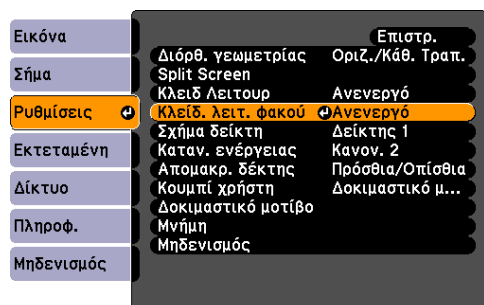 Εικόνα
Σήμα
Ρυθμίσεις
Εκτεταμένη
Δίκτυο
Πληροφ.
Μηδενισμός
Επιστρ.
Διόρθ. γεωμετρίας Οριζ./Κάθ. Τραπ.
Split Screen
Κλειδ Λειτουρ Ανενεργό
Κλείδ. λειτ. φακού Ανενεργό
Σχήμα δείκτη Δείκτης 1
Καταν. ενέργειας Κανον. 2
Απομακρ. δέκτης Πρόσθια/Οπίσθια
Κουμπί χρήστη Δοκιμαστικό μ...
Δοκιμαστικό μοτίβο
Μνήμη
Μηδενισμός